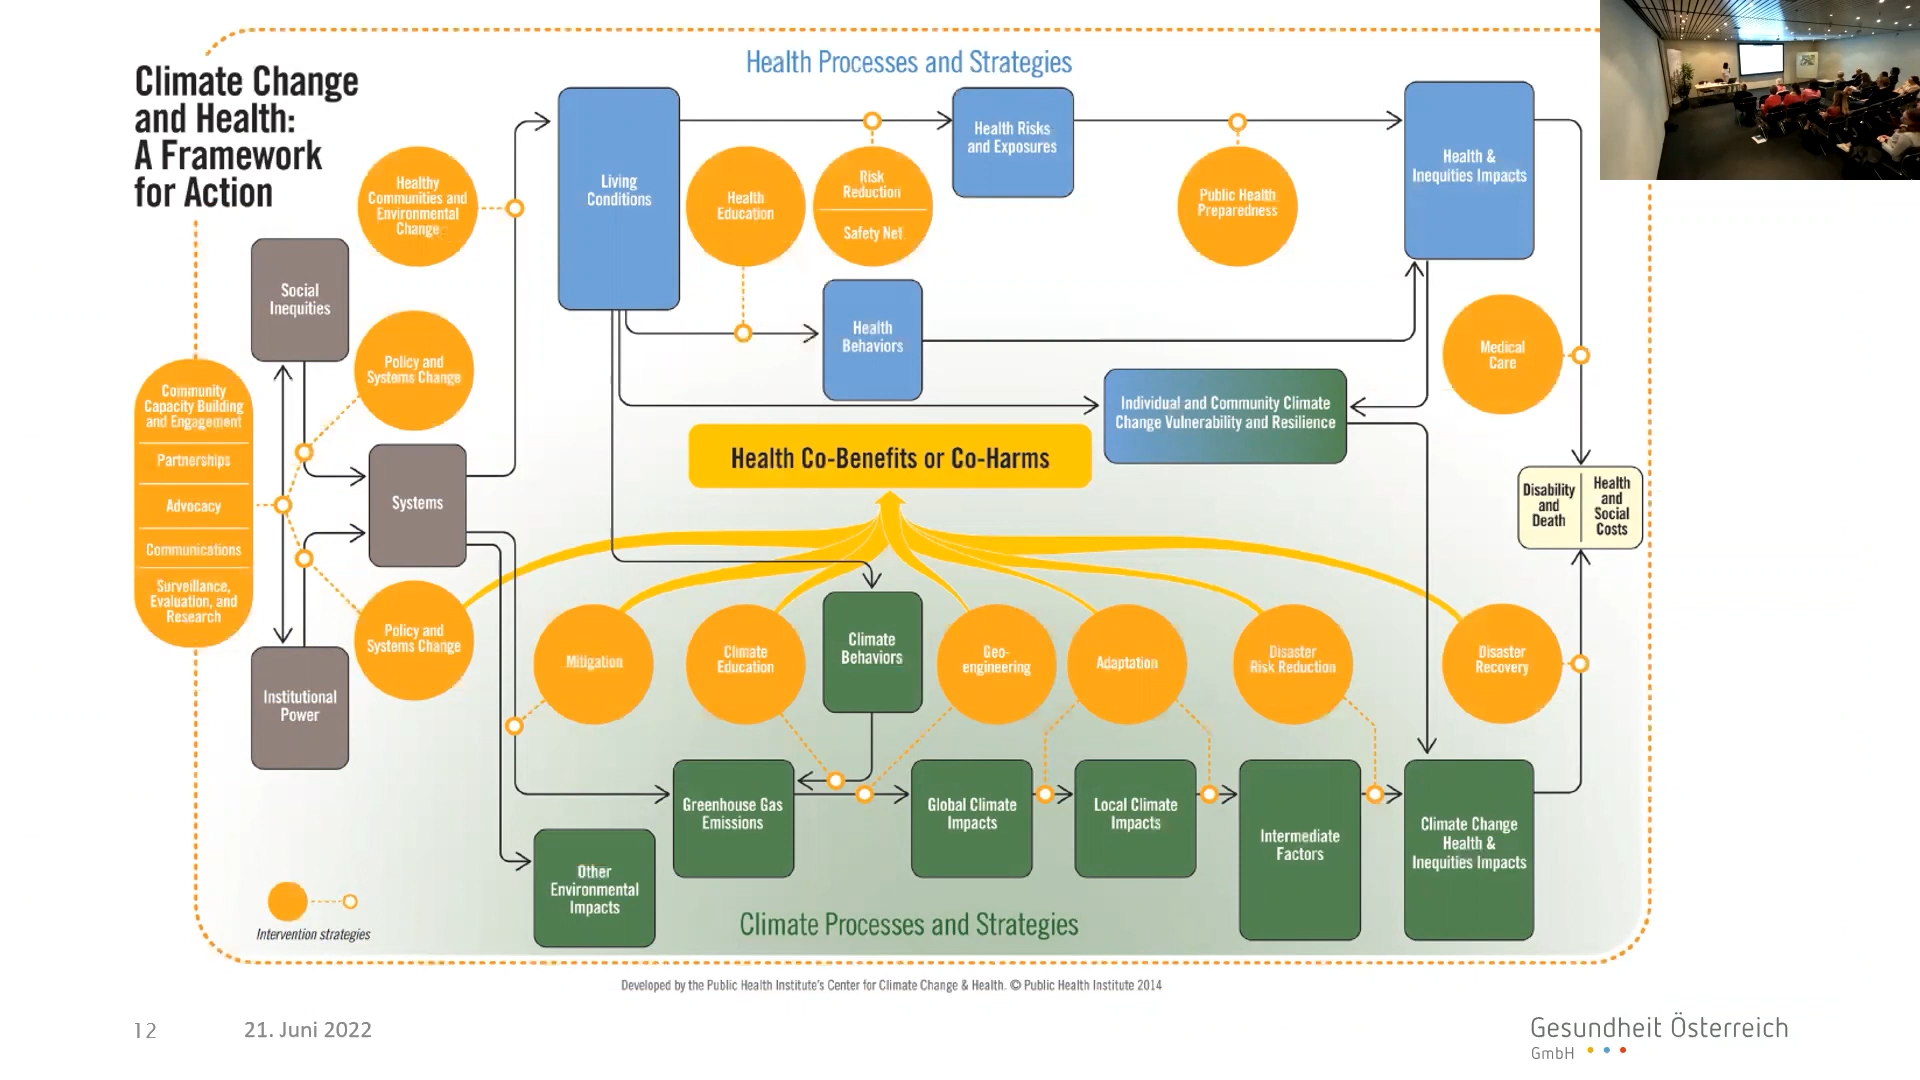 Climate Change
and Health:
A Framework
for Action
Health Processes and Strategies
Healthy
Communities and
Environmental
Change
Living
Conditions
Health
Education
Risk
Reduction
Safety Net
Health Risks
and Exposures
Public Health
Preparedness
Health &
Inequities Impacts
Social
Inequities
Policy and
Systems Change
Health
Behaviors
Medical
Care
Community
Capacity Building
and Engagement
Partnerships
Advocacy
Communications
Surveillance,
Evaluation, and
Research
Systems
Individual and Community Climate
Change Vulnerability and Resilience
Health Co-Benefits or Co-Harms
Disability
and
Death
Health
and
Social
Costs
Institutional
Power
Policy and
Systems Change
Mitigation
Climate
Education
Climate
Behaviors
Geo-
engineering
Adaptation
Disaster
Risk Reduction
Disaster
Recovery
Greenhouse Gas
Emissions
Global Climate
Impacts
Local Climate
Impacts
Intermediate
Factors
Climate Change
Health &
Inequities Impacts
Other
Environmental
Impacts
Climate Processes and Strategies
Intervention strategies
Developed by the Public Health Institute's Center for Climate Change & Health. © Public Health Institute 2014
12
21. Juni 2022
Gesundheit Österreich
GmbH